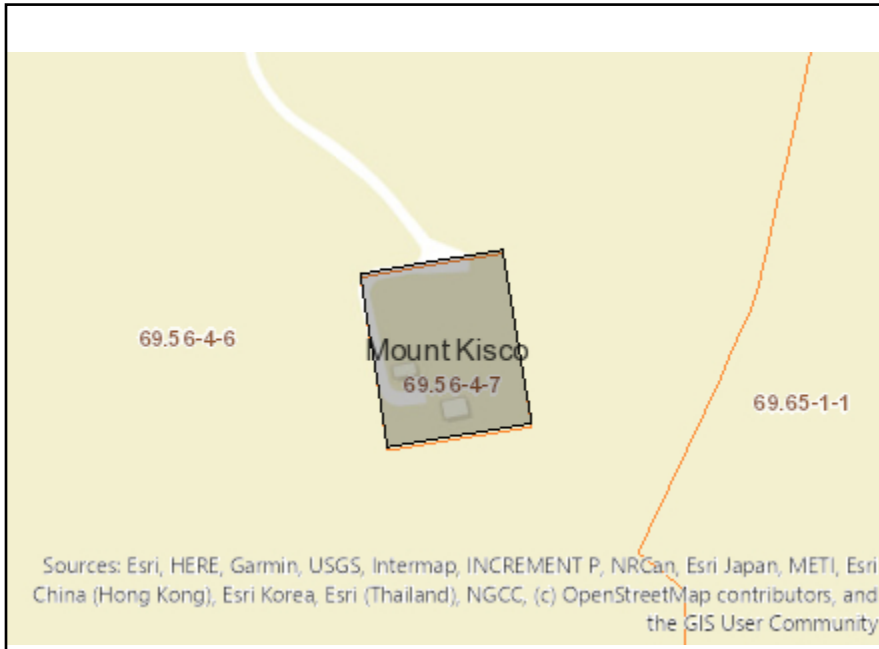 69.56-4-6
Mount Kisco
69.56-4-7
69.65-1-1
Sources: Esri, HERE, Garmin, USGS, Intermap, INCREMENT P, NRCan, Esri Japan, METI, Esri
China (Hong Kong), Esri Korea, Esri (Thailand), NGCC, (c) OpenStreetMap contributors, and
the GIS User Community